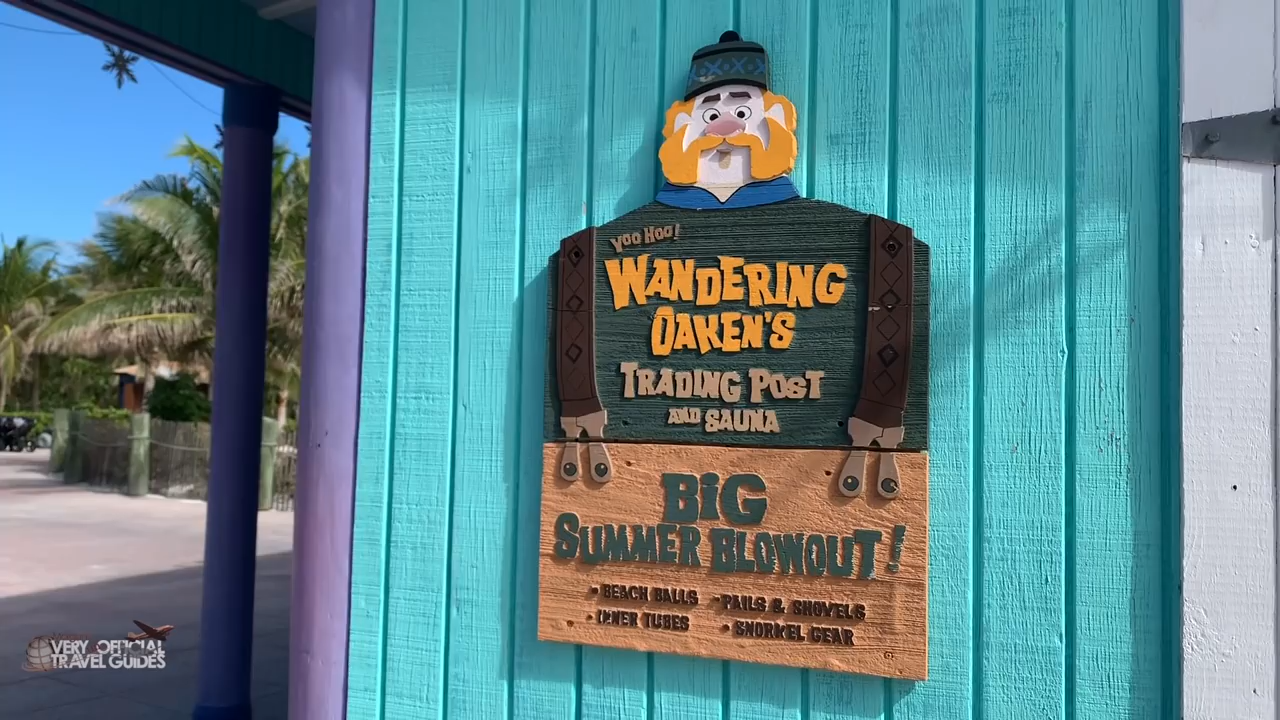 Yoo Hoo!
WANDERING
OAKEN'S
TRADING POST
AND SAUNA
BiG
SUMMER BLOWOUT!
• BEACH BALLS • PAILS & SHOVELS
• INNER TUBES • SNORKEL GEAR
VERY OFFICIAL
TRAVEL GUIDES